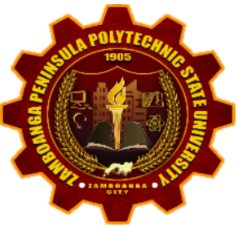 ZAMBOANGA PENINSULA POLYTECHNIC STATE UNIVERSITY
1905
ZAMBOANGA
CITY